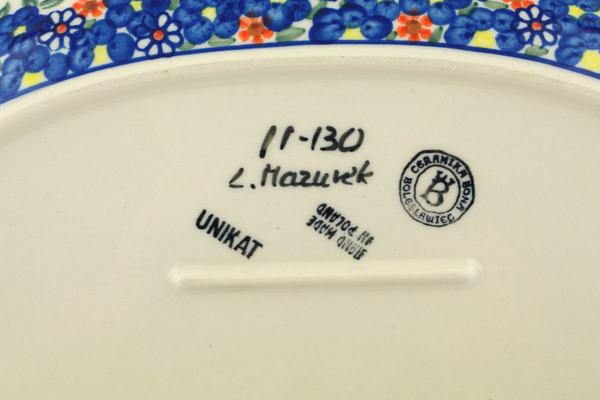 11-130
L. Mazurek
CERAMIKA BONA
BOLESŁAWIEC
B
UNIKAT
HAND MADE
IN POLAND